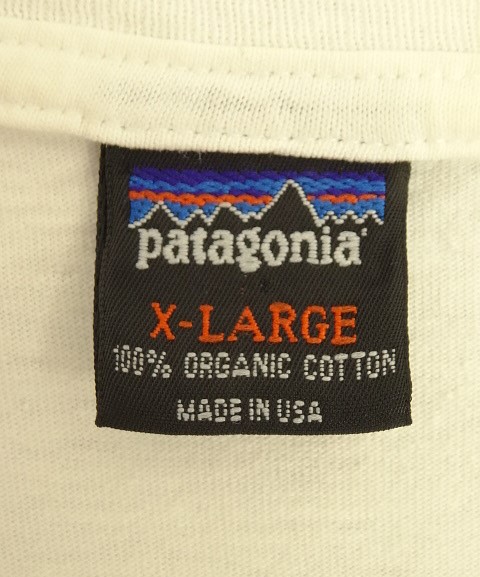 patagonia
X-LARGE
100% ORGANIC COTTON
MADE IN USA